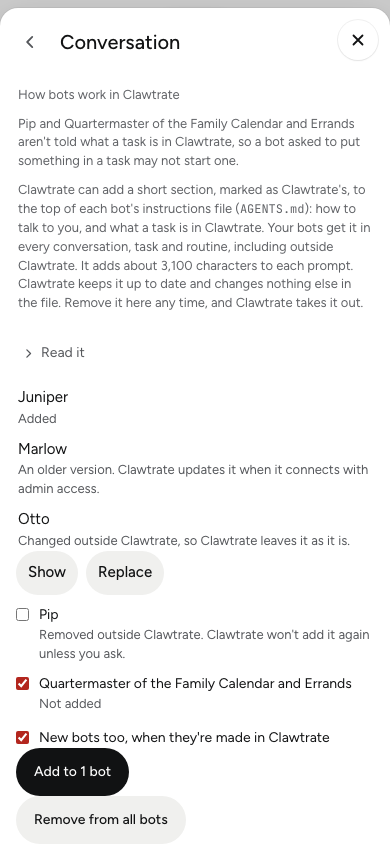 Conversation
How bots work in Clawtrate
Pip and Quartermaster of the Family Calendar and Errands
aren't told what a task is in Clawtrate, so a bot asked to put
something in a task may not start one.
Clawtrate can add a short section, marked as Clawtrate's, to
the top of each bot's instructions file (AGENTS.md): how to
talk to you, and what a task is in Clawtrate. Your bots get it in
every conversation, task and routine, including outside
Clawtrate. It adds about 3,100 characters to each prompt.
Clawtrate keeps it up to date and changes nothing else in
the file. Remove it here any time, and Clawtrate takes it out.
Read it
Juniper
Added
Marlow
An older version. Clawtrate updates it when it connects with
admin access.
Otto
Changed outside Clawtrate, so Clawtrate leaves it as it is.
Show Replace
Pip
Removed outside Clawtrate. Clawtrate won't add it again
unless you ask.
Quartermaster of the Family Calendar and Errands
Not added
New bots too, when they're made in Clawtrate
Add to 1 bot
Remove from all bots